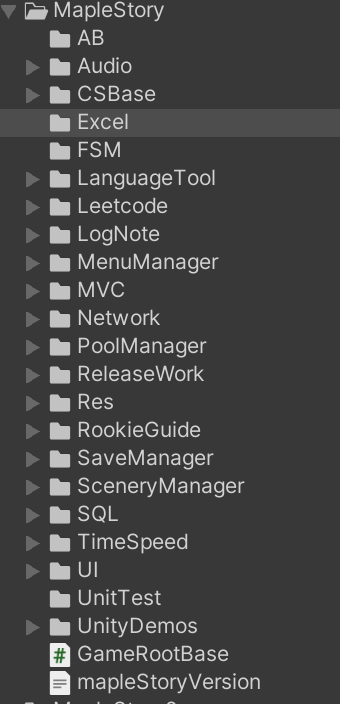 MapleStory
AB
Audio
CSBase
Excel
FSM
LanguageTool
Leetcode
LogNote
MenuManager
MVC
Network
PoolManager
ReleaseWork
Res
RookieGuide
SaveManager
SceneryManager
SQL
TimeSpeed
UI
UnitTest
UnityDemos
GameRootBase
mapleStoryVersion